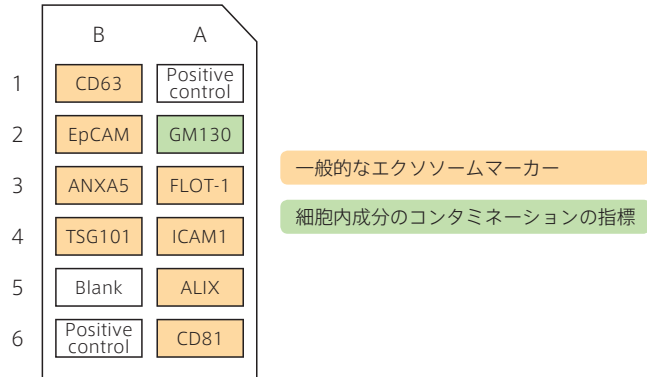 B A
1 CD63 Positive
control
2 EpCAM GM130
3 ANXA5 FLOT-1
4 TSG101 ICAM1
5 Blank ALIX
6 Positive
control CD81
一般的なエクソソームマーカー
細胞内成分のコンタミネーションの指標